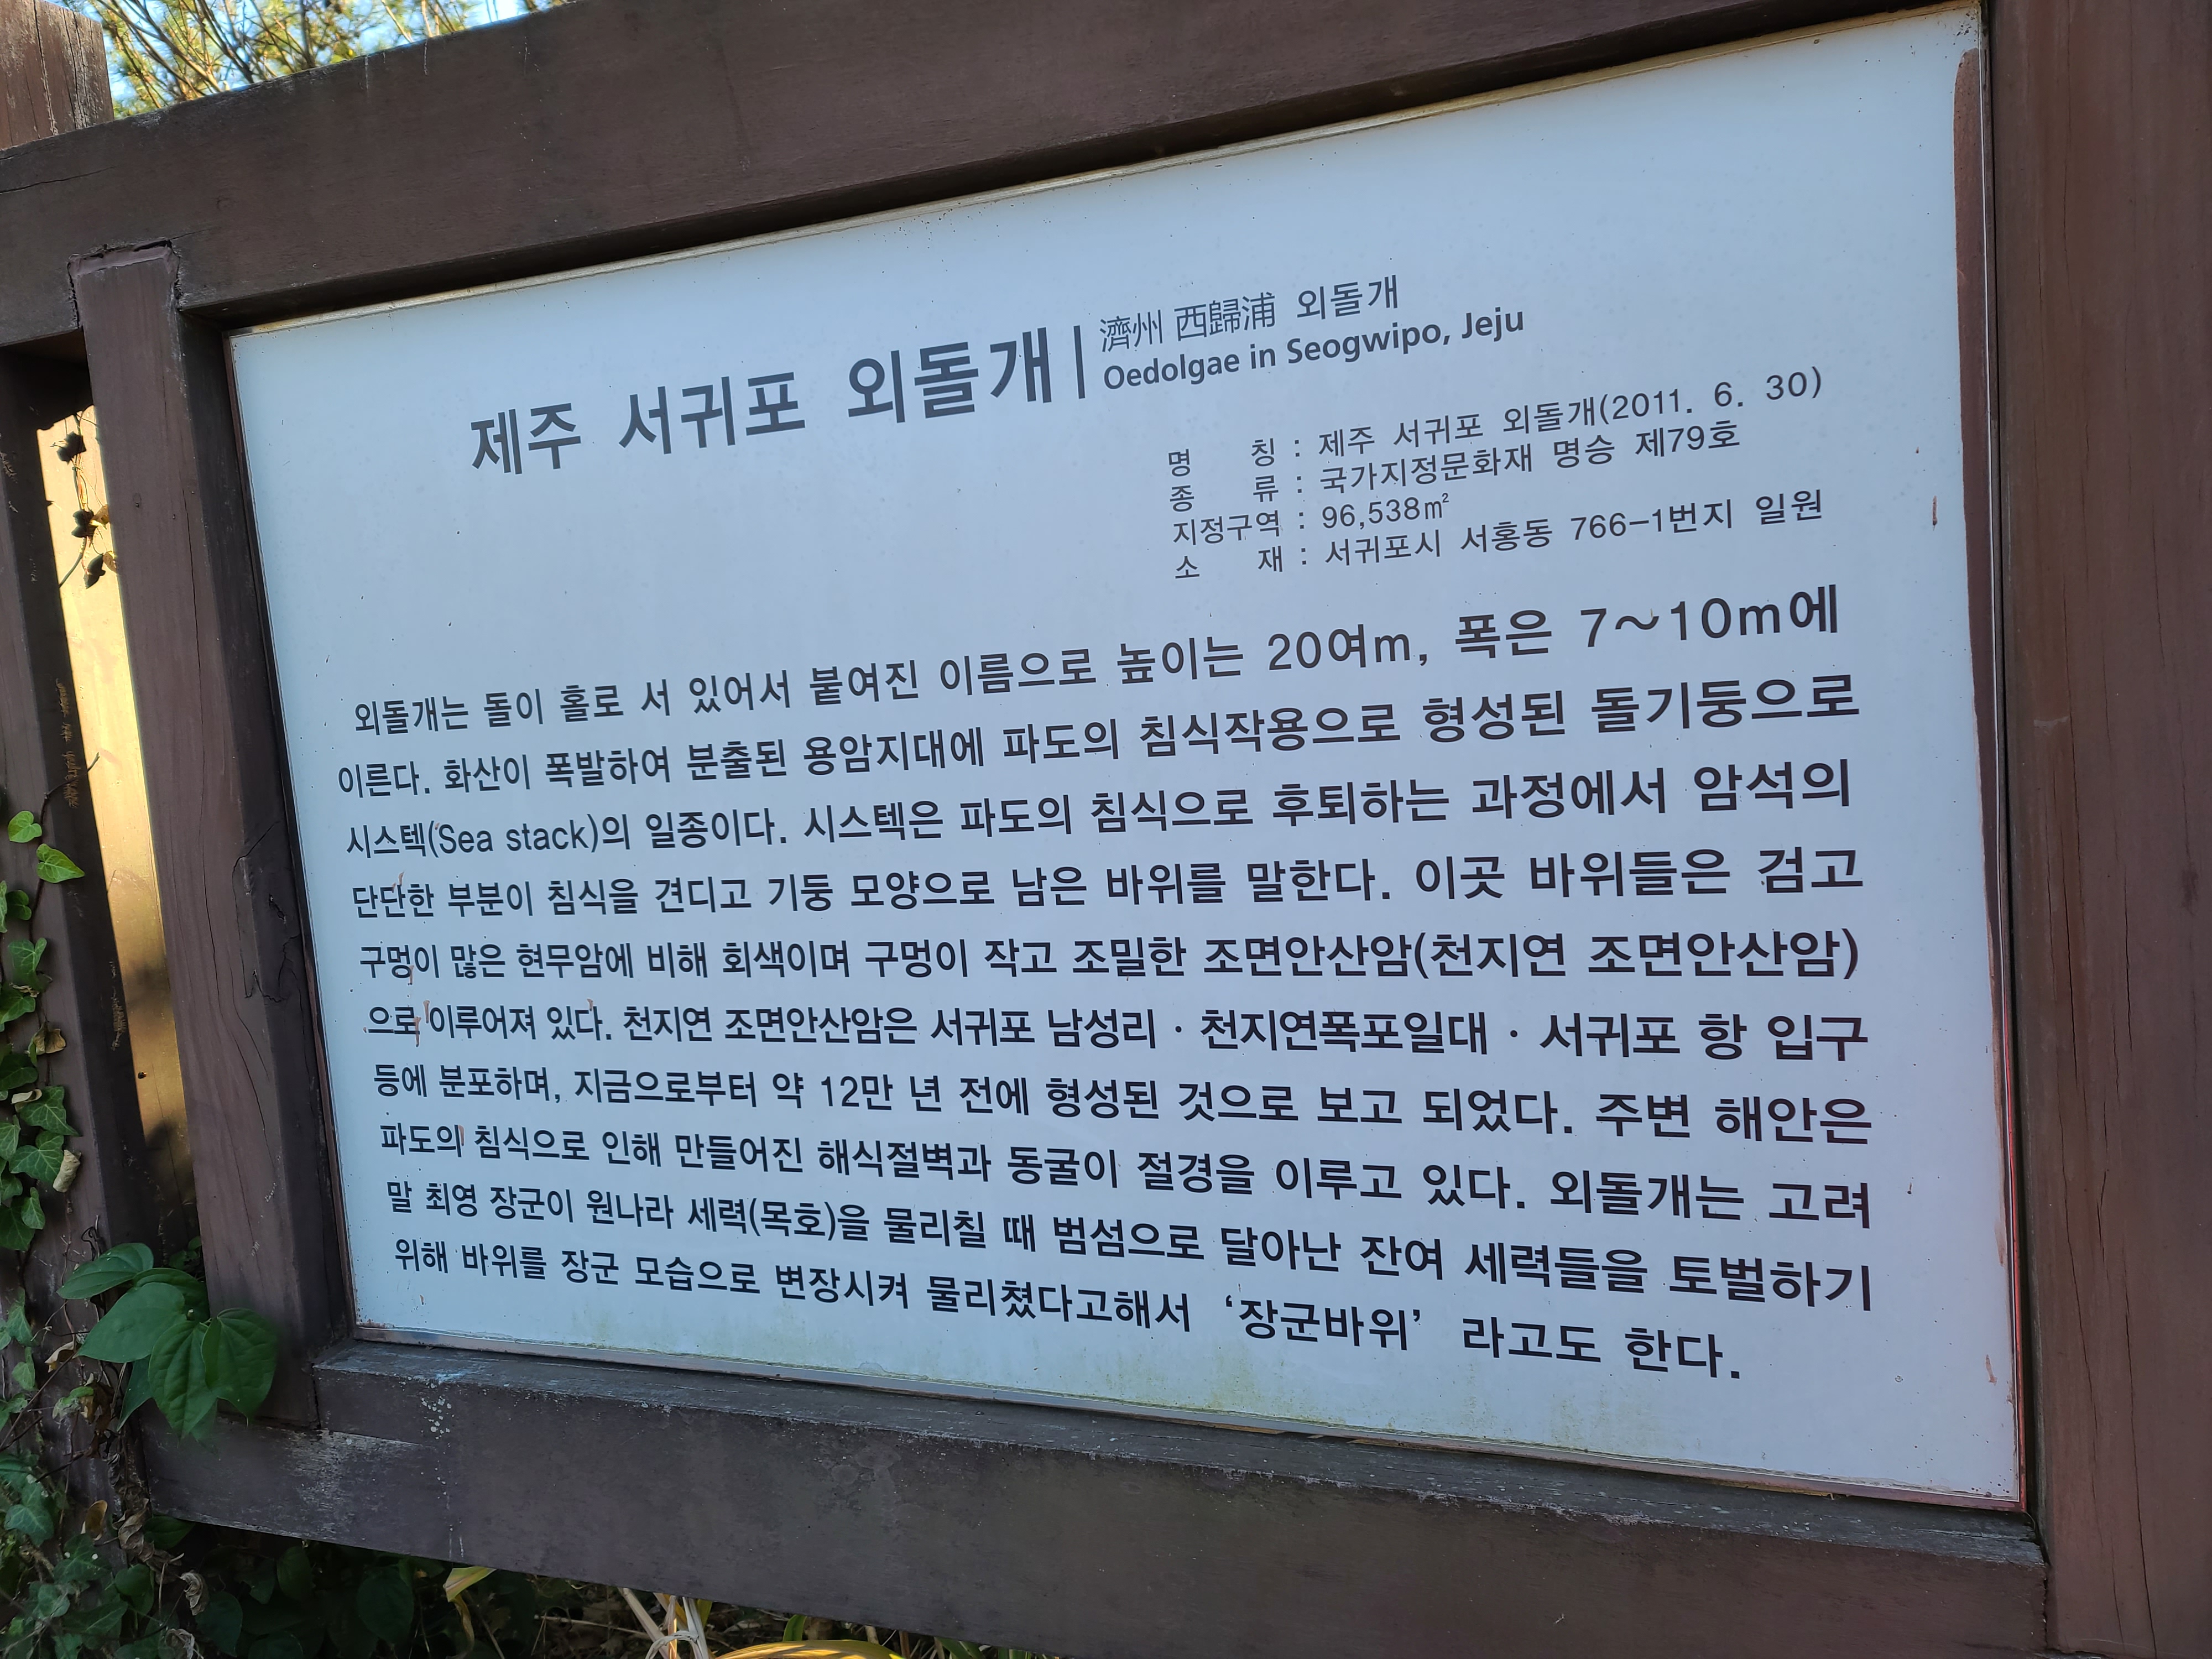 제주 서귀포 외돌개
濟州 西歸浦 외돌개
Oedolgae in Seogwipo, Jeju
명 칭 : 제주 서귀포 외돌개(2011. 6. 30)
종 류 : 국가지정문화재 명승 제79호
지정구역 : 96,538㎡
소 재 : 서귀포시 서홍동 766-1번지 일원
외돌개는 돌이 홀로 서 있어서 붙여진 이름으로 높이는 20여m, 폭은 7~10m에
이른다. 화산이 폭발하여 분출된 용암지대에 파도의 침식작용으로 형성된 돌기둥으로
시스텍(Sea stack)의 일종이다. 시스텍은 파도의 침식으로 후퇴하는 과정에서 암석의
단단한 부분이 침식을 견디고 기둥 모양으로 남은 바위를 말한다. 이곳 바위들은 검고
구멍이 많은 현무암에 비해 회색이며 구멍이 작고 조밀한 조면안산암(천지연 조면안산암)
으로 이루어져 있다. 천지연 조면안산암은 서귀포 남성리 · 천지연폭포일대 · 서귀포 항 입구
등에 분포하며, 지금으로부터 약 12만 년 전에 형성된 것으로 보고 되었다. 주변 해안은
파도의 침식으로 인해 만들어진 해식절벽과 동굴이 절경을 이루고 있다. 외돌개는 고려
말 최영 장군이 원나라 세력(목호)을 물리칠 때 범섬으로 달아난 잔여 세력들을 토벌하기
위해 바위를 장군 모습으로 변장시켜 물리쳤다고해서 ‘장군바위’ 라고도 한다.